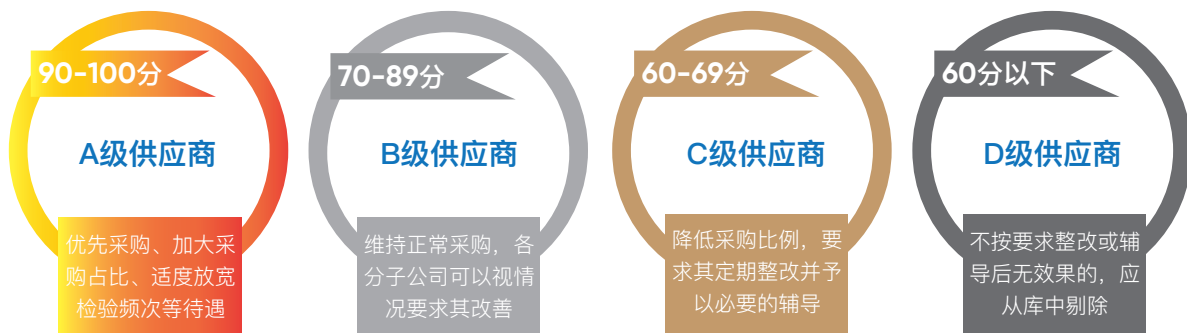 90-100分
A级供应商
优先采购、加大采
购占比、适度放宽
检验频次等待遇
70-89分
B级供应商
维持正常采购，各
分子公司可以视情
况要求其改善
60-69分
C级供应商
降低采购比例，要
求其定期整改并予
以必要的辅导
60分以下
D级供应商
不按要求整改或辅
导后无效果的，应
从库中剔除